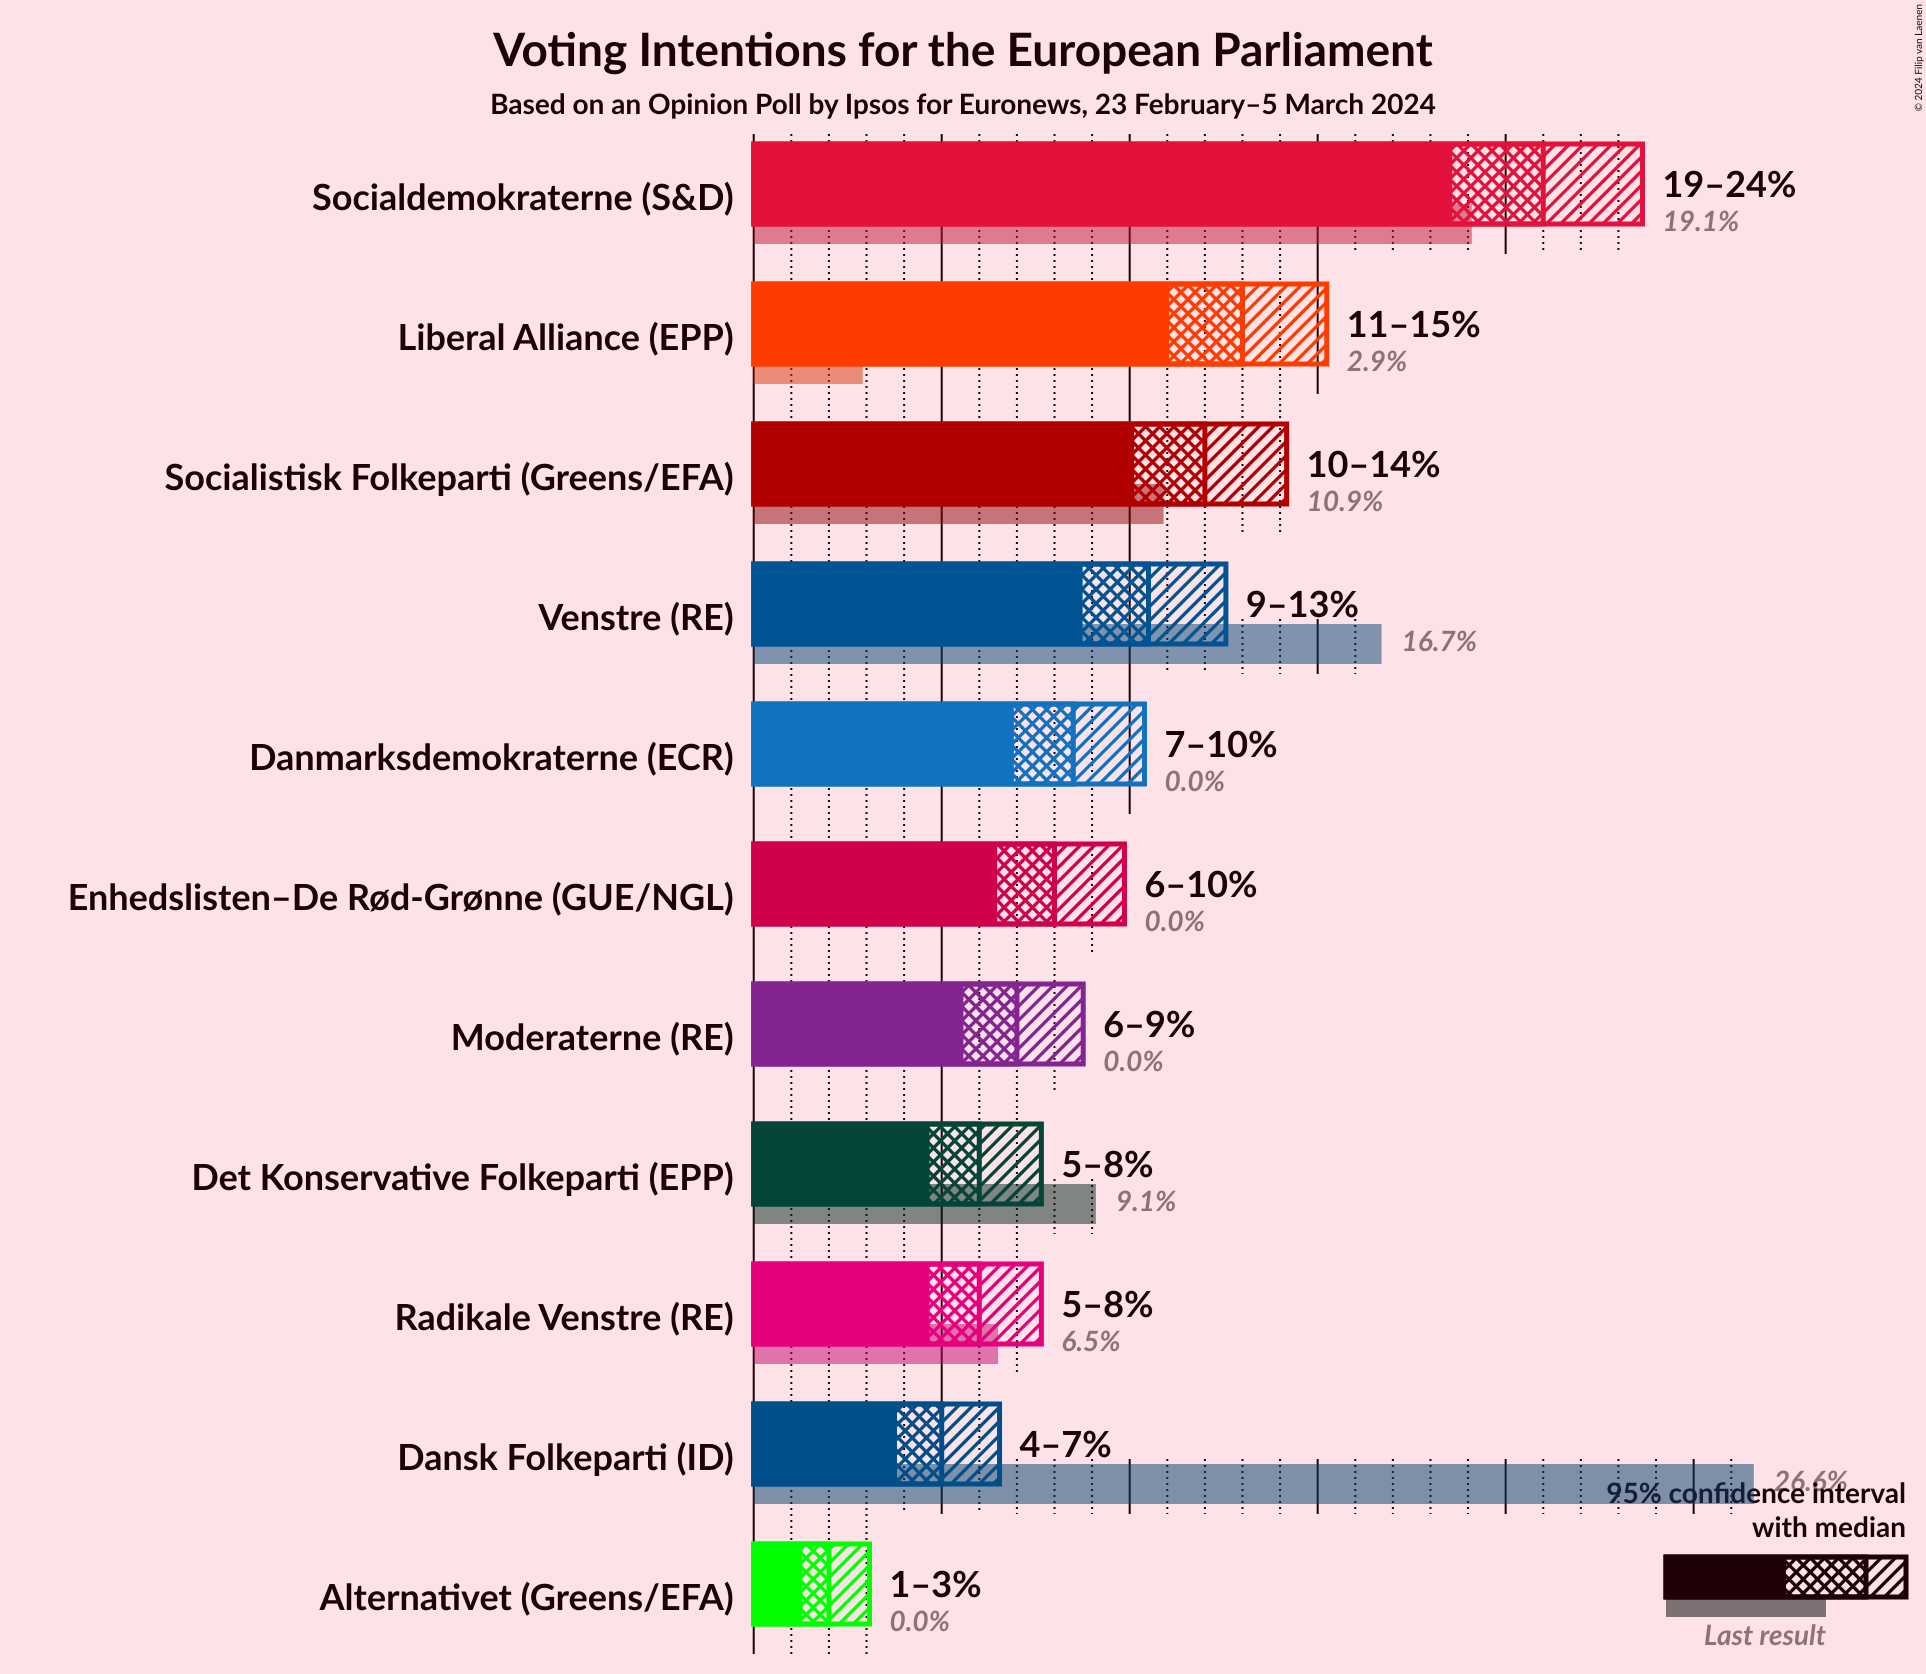 © 2024 Filip van Laenen
Voting Intentions for the European Parliament
Based on an Opinion Poll by Ipsos for Euronews, 23 February–5 March 2024
Socialdemokraterne (S&D)
19–24%
19.1%
Liberal Alliance (EPP)
11–15%
2.9%
Socialistisk Folkeparti (Greens/EFA)
10–14%
10.9%
Venstre (RE)
9–13%
16.7%
Danmarksdemokraterne (ECR)
7–10%
0.0%
Enhedslisten–De Rød-Grønne (GUE/NGL)
6–10%
0.0%
Moderaterne (RE)
6–9%
0.0%
Det Konservative Folkeparti (EPP)
5–8%
9.1%
Radikale Venstre (RE)
5–8%
6.5%
Dansk Folkeparti (ID)
4–7%
26.6%
95% confidence interval
with median
Last result
Alternativet (Greens/EFA)
1–3%
0.0%